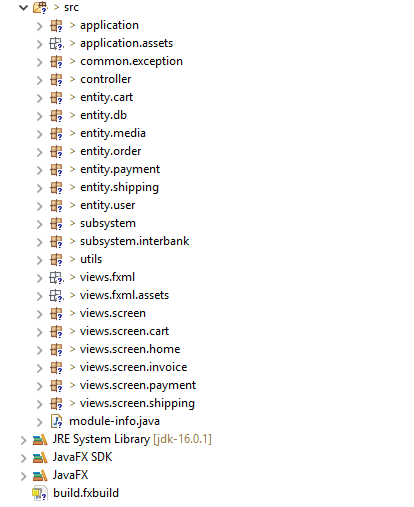 > src
> application
> application.assets
> common.exception
> controller
> entity.cart
> entity.db
> entity.media
> entity.order
> entity.payment
> entity.shipping
> entity.user
> subsystem
> subsystem.interbank
> utils
> views.fxml
> views.fxml.assets
> views.screen
> views.screen.cart
> views.screen.home
> views.screen.invoice
> views.screen.payment
> views.screen.shipping
module-info.java
JRE System Library [jdk-16.0.1]
JavaFX SDK
JavaFX
build.fxbuild